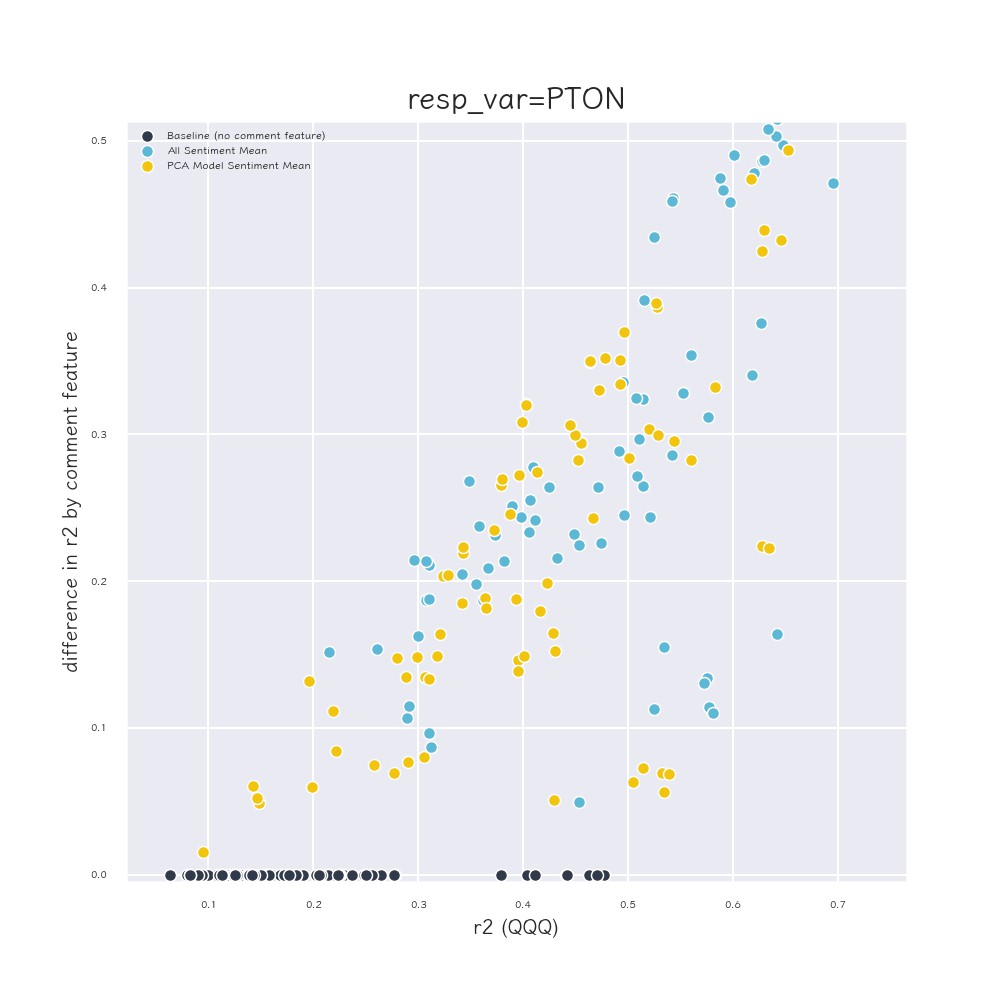 resp_var=PTON
Baseline (no comment feature)
All Sentiment Mean
PCA Model Sentiment Mean
difference in r2 by comment feature
0.5
0.4
0.3
0.2
0.1
0.0
0.1 0.2 0.3 0.4 0.5 0.6 0.7
r2 (QQQ)